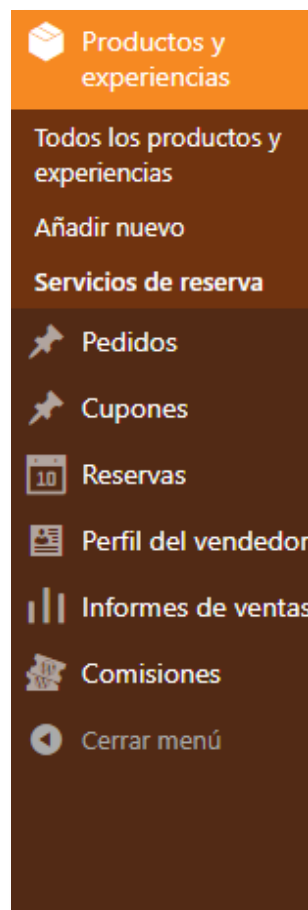 Productos y
experiencias
Todos los productos y
experiencias
Añadir nuevo
Servicios de reserva
Pedidos
Cupones
10
Reservas
Perfil del vendedor
Informes de ventas
Comisiones
Cerrar menú